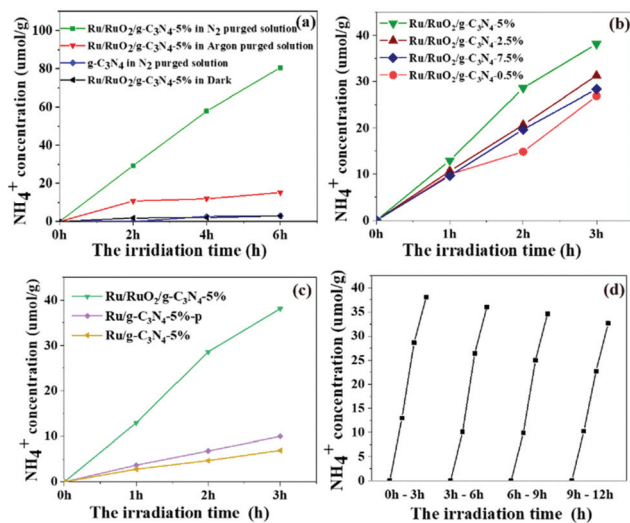 (a)
Ru/RuO₂/g-C₃N₄-5% in N₂ purged solution
Ru/RuO₂/g-C₃N₄-5% in Argon purged solution
g-C₃N₄ in N₂ purged solution
Ru/RuO₂/g-C₃N₄-5% in Dark
NH₄⁺ concentration (umol/g)
100
80
60
40
20
0
0h 2h 4h 6h
The irridiation time (h)
(b)
Ru/RuO₂/g-C₃N₄-5%
Ru/RuO₂/g-C₃N₄-2.5%
Ru/RuO₂/g-C₃N₄-7.5%
Ru/RuO₂/g-C₃N₄-0.5%
NH₄⁺ concentration (umol/g)
40
30
20
10
0
0h 1h 2h 3h
The irradiation time (h)
(c)
Ru/RuO₂/g-C₃N₄-5%
Ru/g-C₃N₄-5%-p
Ru/g-C₃N₄-5%
NH₄⁺ concentration (umol/g)
40
30
20
10
0
0h 1h 2h 3h
The irradiation time (h)
(d)
NH₄⁺ concentration (umol/g)
40
35
30
25
20
15
10
5
0
0h - 3h 3h - 6h 6h - 9h 9h - 12h
The irradiation time (h)